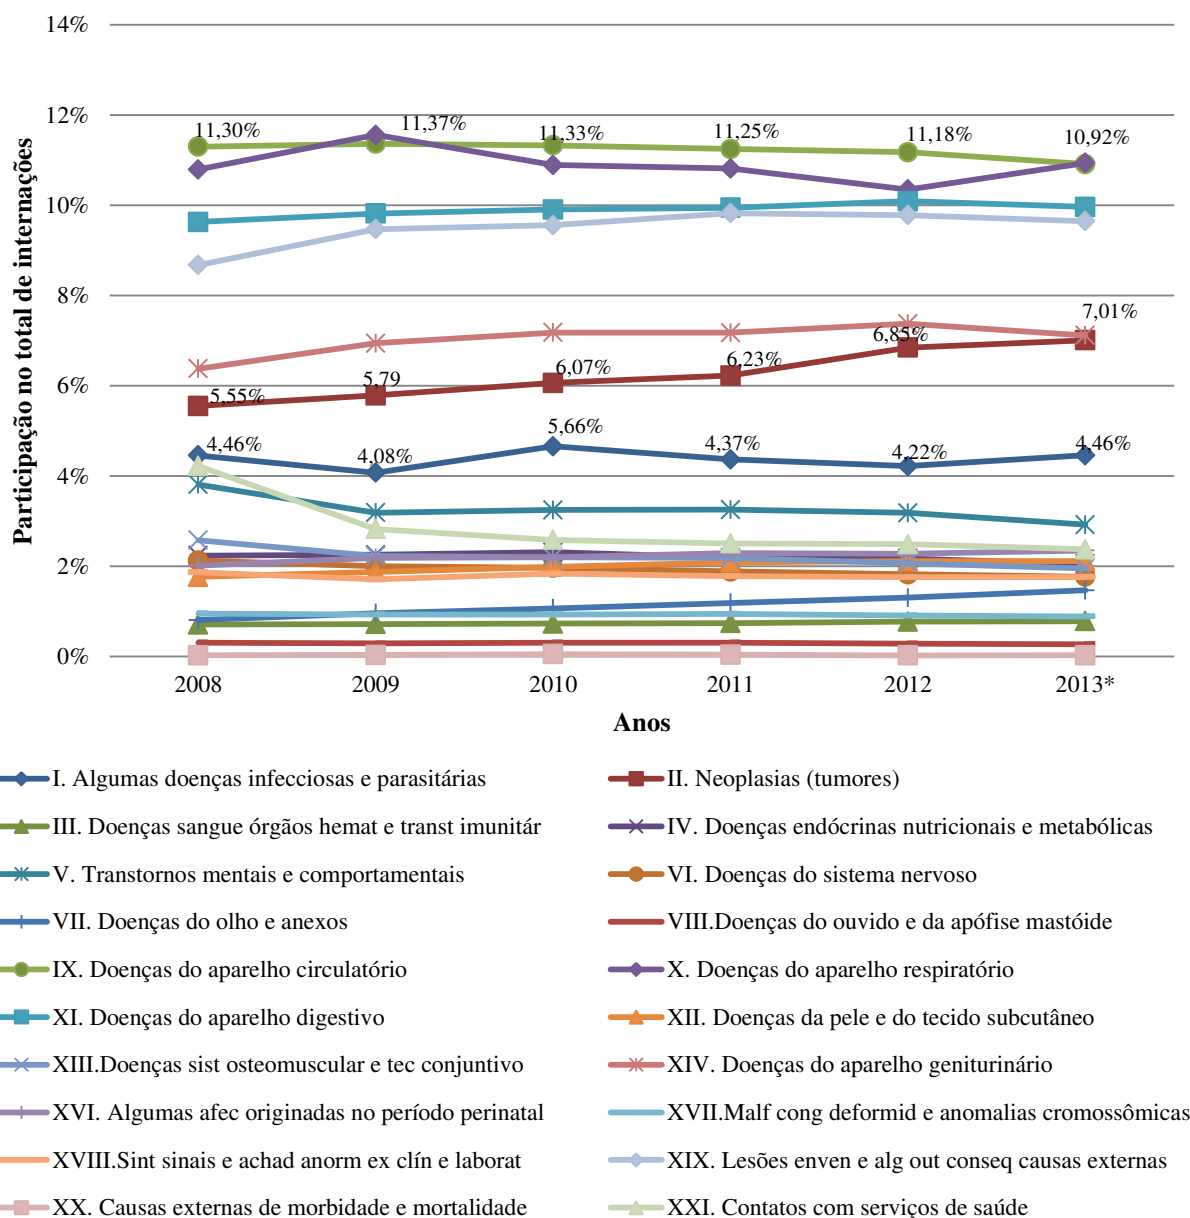 14%
12%
10%
8%
6%
4%
2%
0%
Participação no total de internações
11,30%
11,37%
11,33%
11,25%
11,18%
10,92%
5,55%
5,79
6,07%
6,23%
6,85%
7,01%
4,46%
4,08%
5,66%
4,37%
4,22%
4,46%
2008 2009 2010 2011 2012 2013*
Anos
I. Algumas doenças infecciosas e parasitárias
II. Neoplasias (tumores)
III. Doenças sangue órgãos hemat e transt imunitár
IV. Doenças endócrinas nutricionais e metabólicas
V. Transtornos mentais e comportamentais
VI. Doenças do sistema nervoso
VII. Doenças do olho e anexos
VIII.Doenças do ouvido e da apófise mastóide
IX. Doenças do aparelho circulatório
X. Doenças do aparelho respiratório
XI. Doenças do aparelho digestivo
XII. Doenças da pele e do tecido subcutâneo
XIII.Doenças sist osteomuscular e tec conjuntivo
XIV. Doenças do aparelho geniturinário
XVI. Algumas afec originadas no período perinatal
XVII.Malf cong deformid e anomalias cromossômicas
XVIII.Sint sinais e achad anorm ex clín e laborat
XIX. Lesões enven e alg out conseq causas externas
XX. Causas externas de morbidade e mortalidade
XXI. Contatos com serviços de saúde